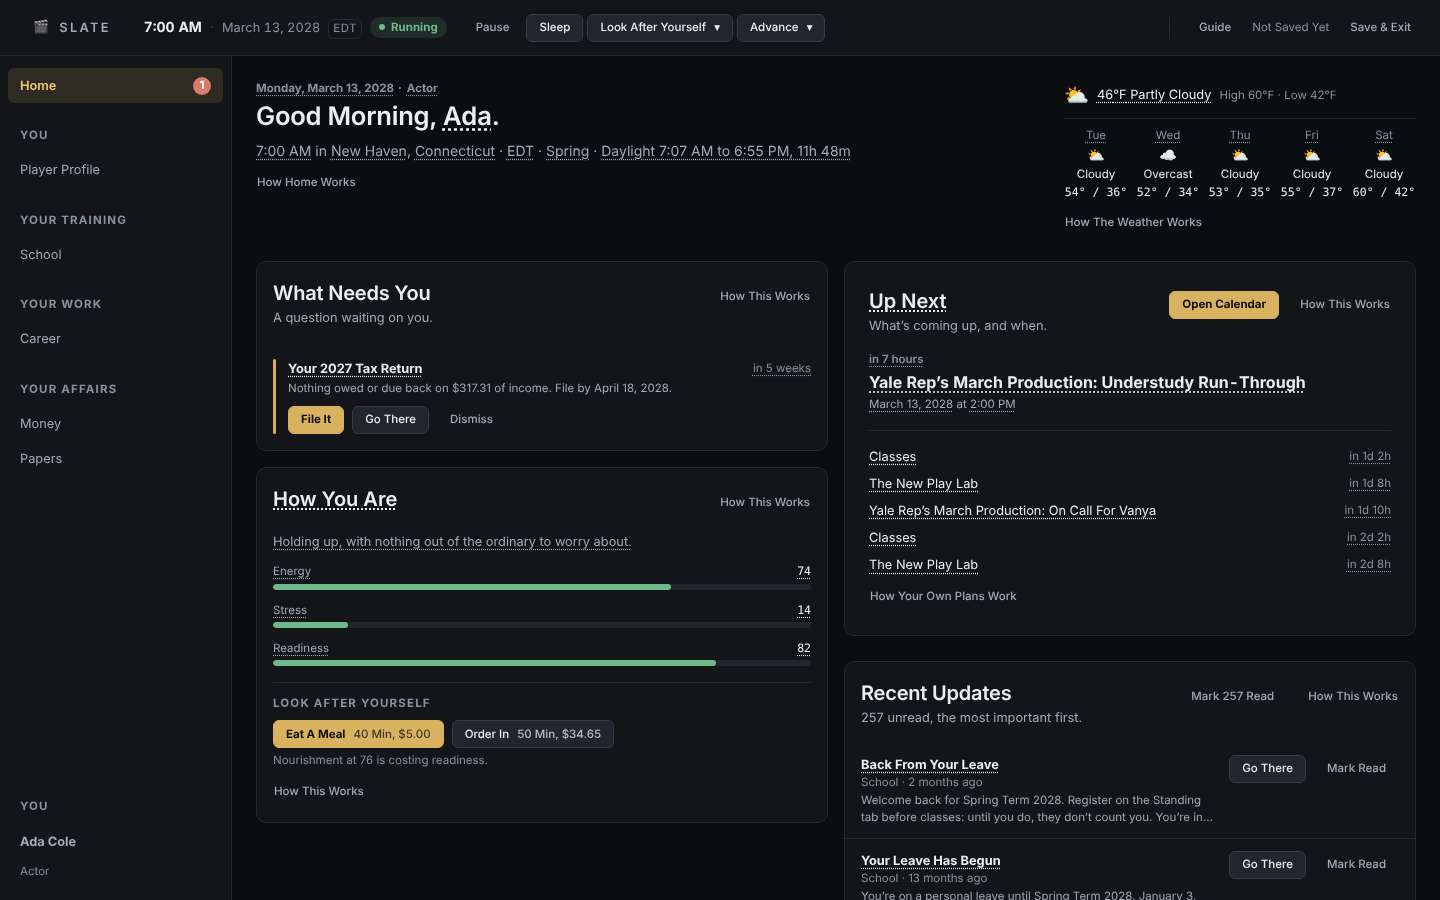 SLATE
7:00 AM · March 13, 2028 EDT Running
Pause
Sleep
Look After Yourself ▾
Advance ▾
Guide
Not Saved Yet
Save & Exit
Home 1
YOU
Player Profile
YOUR TRAINING
School
YOUR WORK
Career
YOUR AFFAIRS
Money
Papers
YOU
Ada Cole
Actor
Monday, March 13, 2028 · Actor
Good Morning, Ada.
7:00 AM in New Haven, Connecticut · EDT · Spring · Daylight 7:07 AM to 6:55 PM, 11h 48m
How Home Works
46°F Partly Cloudy High 60°F · Low 42°F
Tue Wed Thu Fri Sat
Cloudy Overcast Cloudy Cloudy Cloudy
54° / 36° 52° / 34° 53° / 35° 55° / 37° 60° / 42°
How The Weather Works
What Needs You
How This Works
A question waiting on you.
Your 2027 Tax Return in 5 weeks
Nothing owed or due back on $317.31 of income. File by April 18, 2028.
File It
Go There
Dismiss
How You Are
How This Works
Holding up, with nothing out of the ordinary to worry about.
Energy 74
Stress 14
Readiness 82
LOOK AFTER YOURSELF
Eat A Meal 40 Min, $5.00
Order In 50 Min, $34.65
Nourishment at 76 is costing readiness.
How This Works
Up Next
Open Calendar
How This Works
What's coming up, and when.
in 7 hours
Yale Rep's March Production: Understudy Run-Through
March 13, 2028 at 2:00 PM
Classes in 1d 2h
The New Play Lab in 1d 8h
Yale Rep's March Production: On Call For Vanya in 1d 10h
Classes in 2d 2h
The New Play Lab in 2d 8h
How Your Own Plans Work
Recent Updates
Mark 257 Read
How This Works
257 unread, the most important first.
Back From Your Leave
Go There
Mark Read
School · 2 months ago
Welcome back for Spring Term 2028. Register on the Standing
tab before classes: until you do, they don't count you. You're in…
Your Leave Has Begun
Go There
Mark Read
School · 13 months ago
You're on a personal leave until Spring Term 2028, January 3.